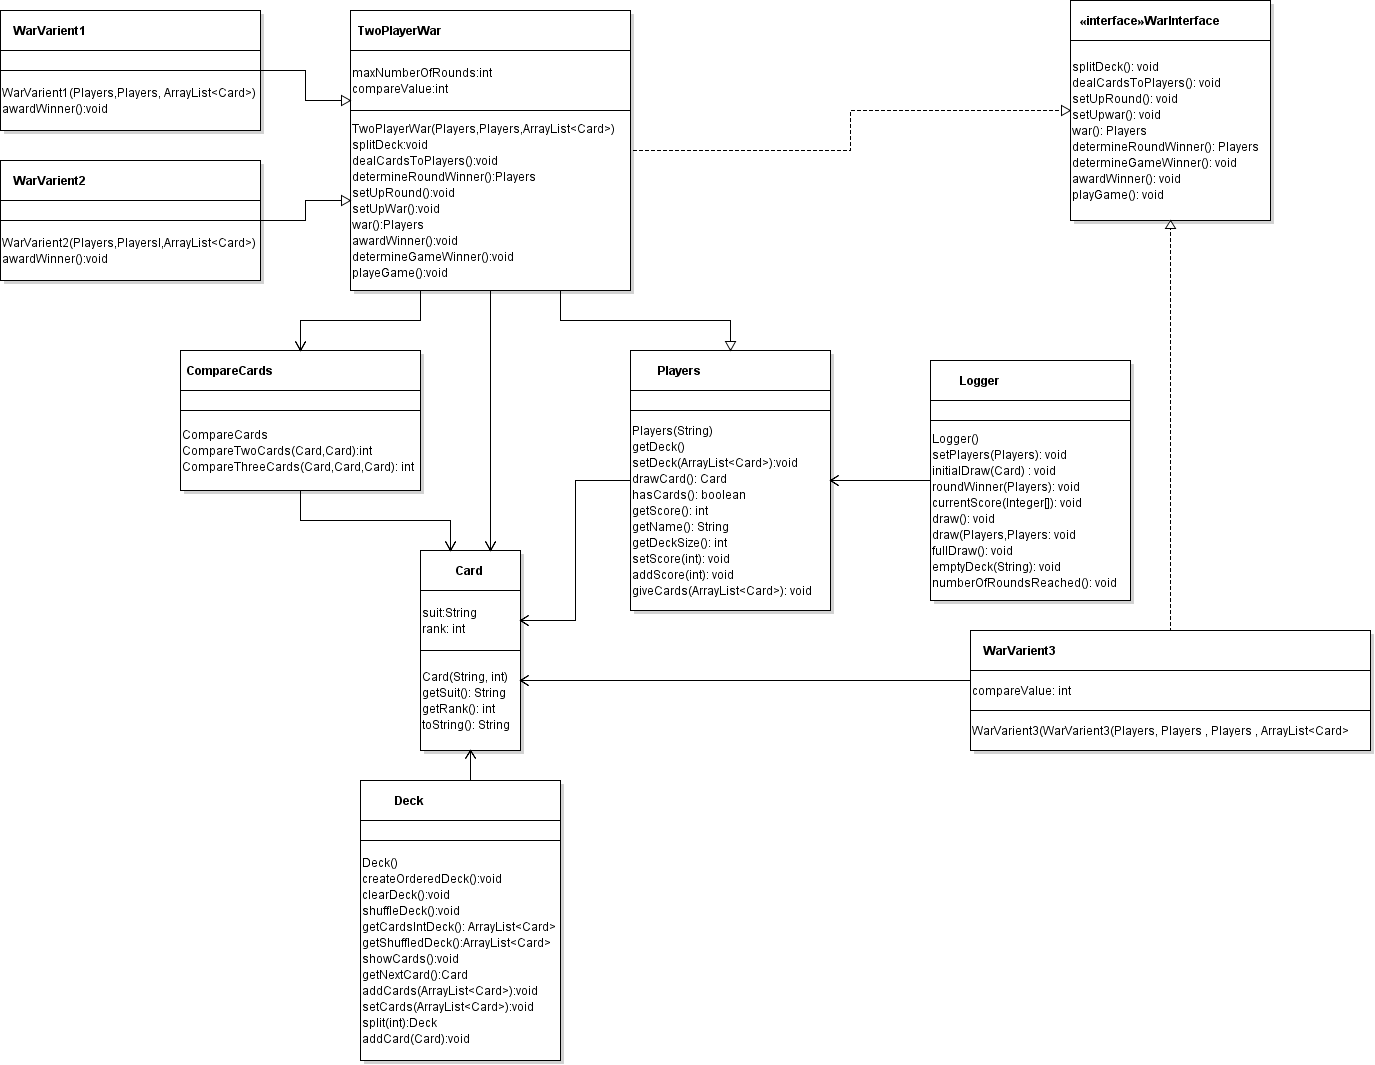 WarVarient1
WarVarient1(Players,Players, ArrayList<Card>)
awardWinner():void
WarVarient2
WarVarient2(Players,PlayersI,ArrayList<Card>)
awardWinner():void
TwoPlayerWar
maxNumberOfRounds:int
compareValue:int
TwoPlayerWar(Players,Players,ArrayList<Card>)
splitDeck:void
dealCardsToPlayers():void
determineRoundWinner():Players
setUpRound():void
setUpWar():void
war():Players
awardWinner():void
determineGameWinner():void
playeGame():void
«interface»WarInterface
splitDeck(): void
dealCardsToPlayers(): void
setUpRound(): void
setUpwar(): void
war(): Players
determineRoundWinner(): Players
determineGameWinner(): void
awardWinner(): void
playGame(): void
CompareCards
CompareCards
CompareTwoCards(Card,Card):int
CompareThreeCards(Card,Card,Card): int
Players
Players(String)
getDeck()
setDeck(ArrayList<Card>):void
drawCard(): Card
hasCards(): boolean
getScore(): int
getName(): String
getDeckSize(): int
setScore(int): void
addScore(int): void
giveCards(ArrayList<Card>): void
Logger
Logger()
setPlayers(Players): void
initialDraw(Card) : void
roundWinner(Players): void
currentScore(Integer[]): void
draw(): void
draw(Players,Players: void
fullDraw(): void
emptyDeck(String): void
numberOfRoundsReached(): void
Card
suit:String
rank: int
Card(String, int)
getSuit(): String
getRank(): int
toString(): String
WarVarient3
compareValue: int
WarVarient3(WarVarient3(Players, Players , Players , ArrayList<Card>
Deck
Deck()
createOrderedDeck():void
clearDeck():void
shuffleDeck():void
getCardsIntDeck(): ArrayList<Card>
getShuffledDeck():ArrayList<Card>
showCards():void
getNextCard():Card
addCards(ArrayList<Card>):void
setCards(ArrayList<Card>):void
split(int):Deck
addCard(Card):void